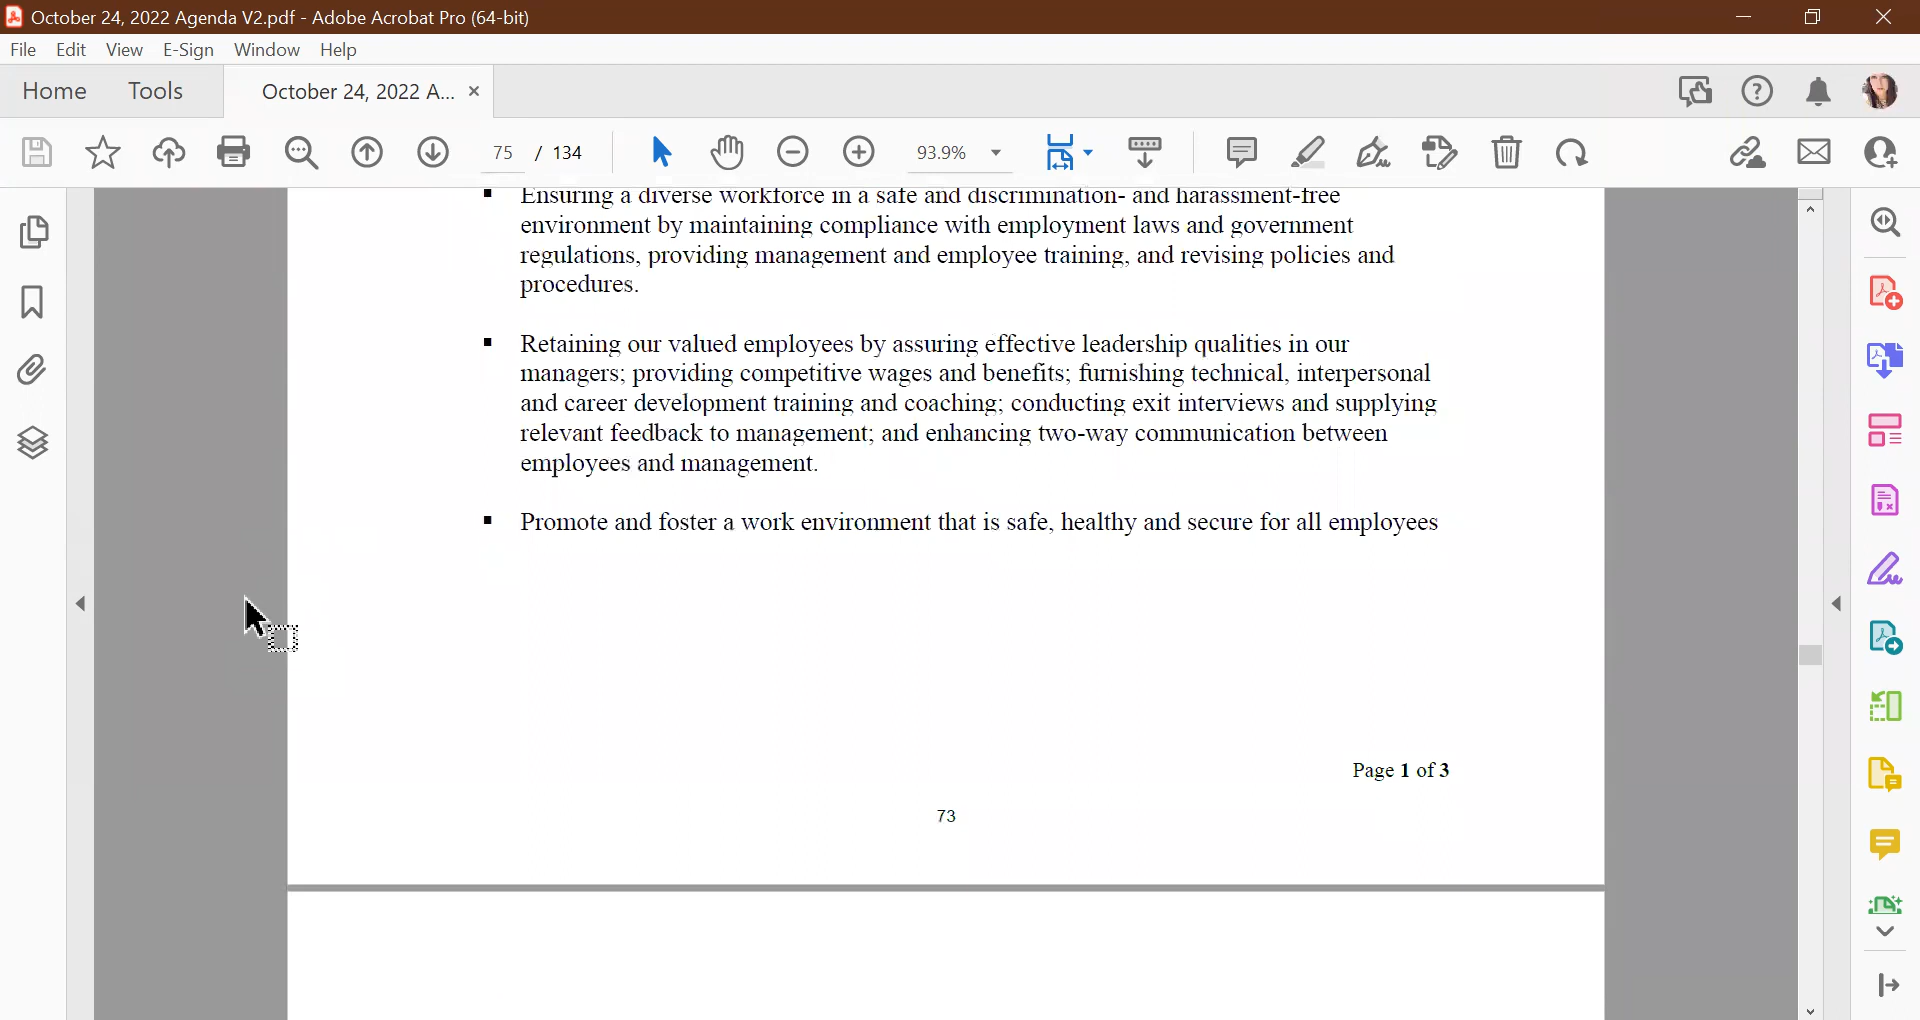 October 24, 2022 Agenda V2.pdf - Adobe Acrobat Pro (64-bit)
File Edit View E-Sign Window Help
Home Tools October 24, 2022 A... ×
75 / 134 93.9%
▪ Ensuring a diverse workforce in a safe and discrimination- and harassment-free
environment by maintaining compliance with employment laws and government
regulations, providing management and employee training, and revising policies and
procedures.
▪ Retaining our valued employees by assuring effective leadership qualities in our
managers; providing competitive wages and benefits; furnishing technical, interpersonal
and career development training and coaching; conducting exit interviews and supplying
relevant feedback to management; and enhancing two-way communication between
employees and management.
▪ Promote and foster a work environment that is safe, healthy and secure for all employees
Page 1 of 3
73